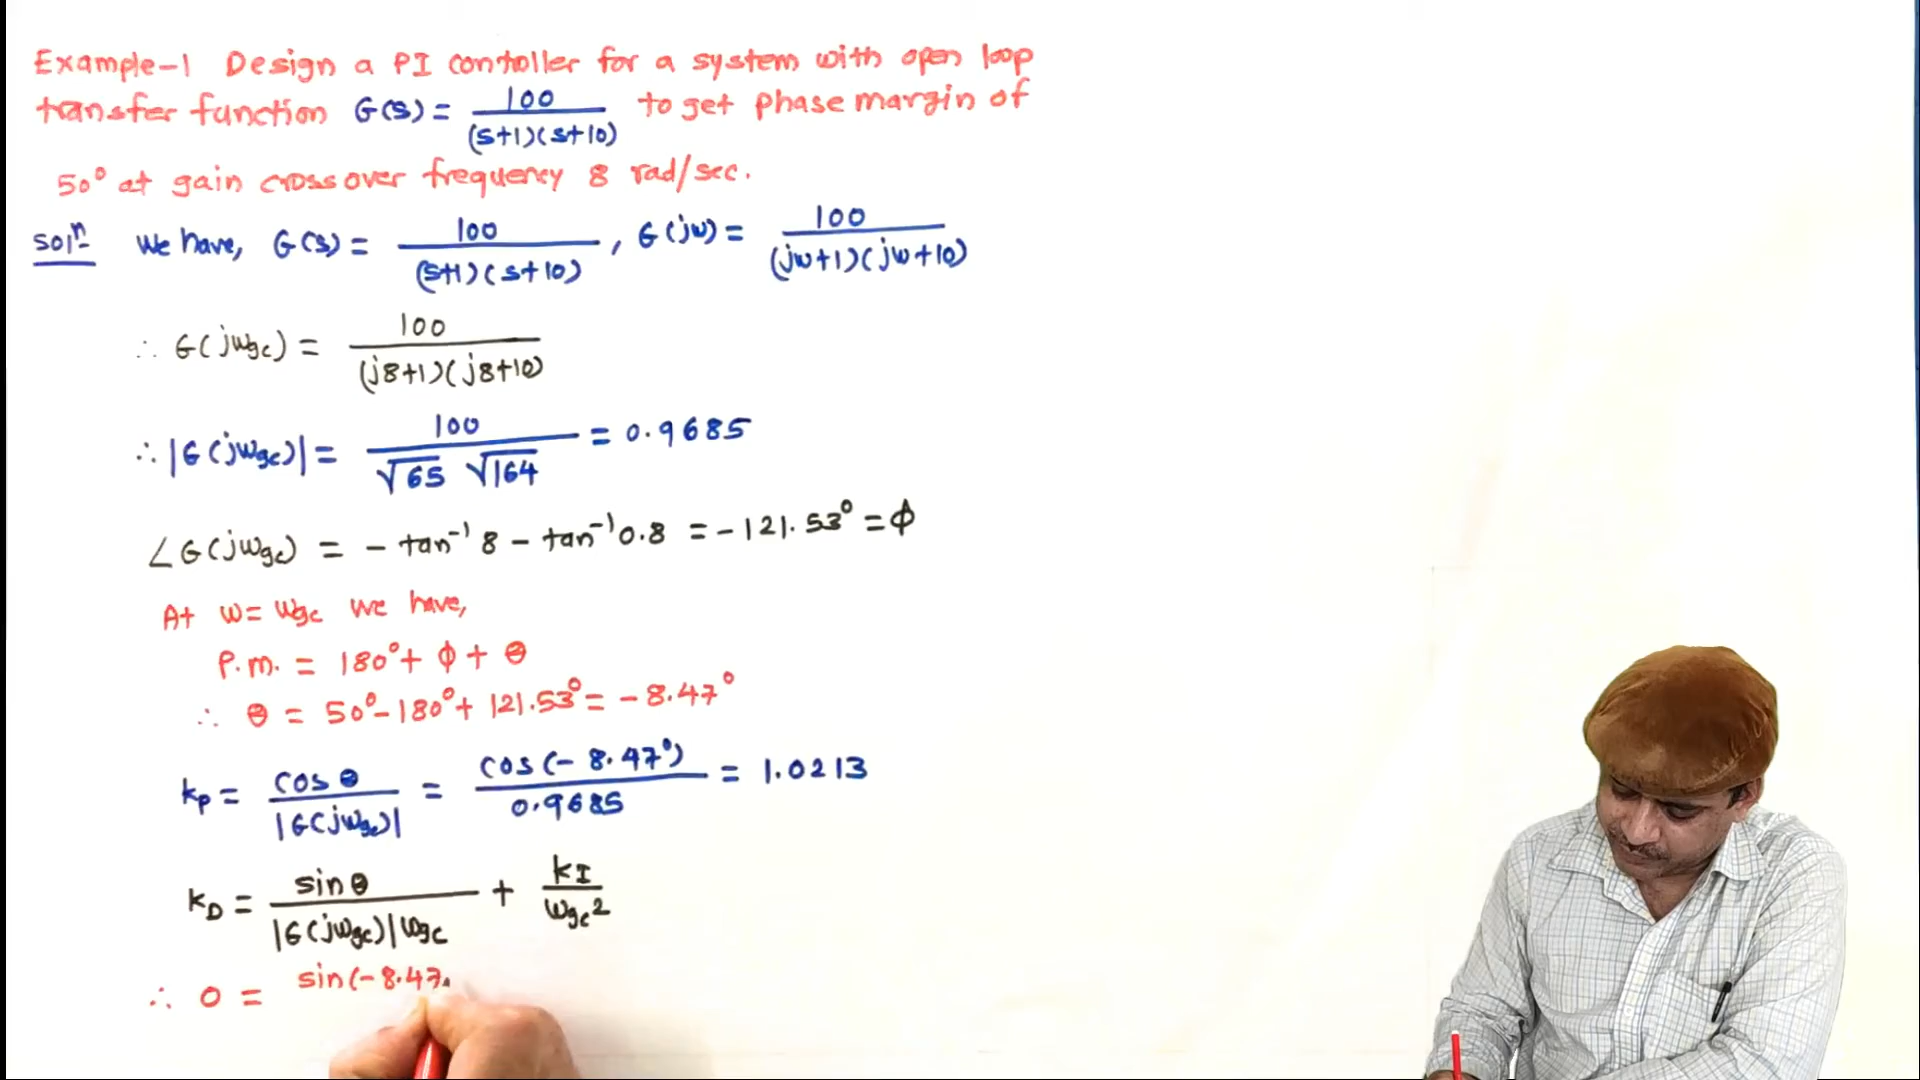 Example-1 Design a PI contoller for a system with open loop
transfer function G(s) = 100 / (s+1)(s+10) to get phase margin of
50° at gain crossover frequency 8 rad/sec.
Solⁿ We have, G(s) = 100 / (s+1)(s+10) , G(jω) = 100 / (jω+1)(jω+10)
∴ G(jωgc) = 100 / (j8+1)(j8+10)
∴ |G(jωgc)| = 100 / √65 √164 = 0.9685
∠G(jωgc) = - tan⁻¹ 8 - tan⁻¹ 0.8 = -121.53° = ϕ
At ω = ωgc we have,
P.m. = 180° + ϕ + θ
∴ θ = 50° - 180° + 121.53° = - 8.47°
kp = cos θ / |G(jωgc)| = cos (- 8.47°) / 0.9685 = 1.0213
kD = sin θ / |G(jωgc)| ωgc + kI / ωgc²
∴ 0 = sin(- 8.47